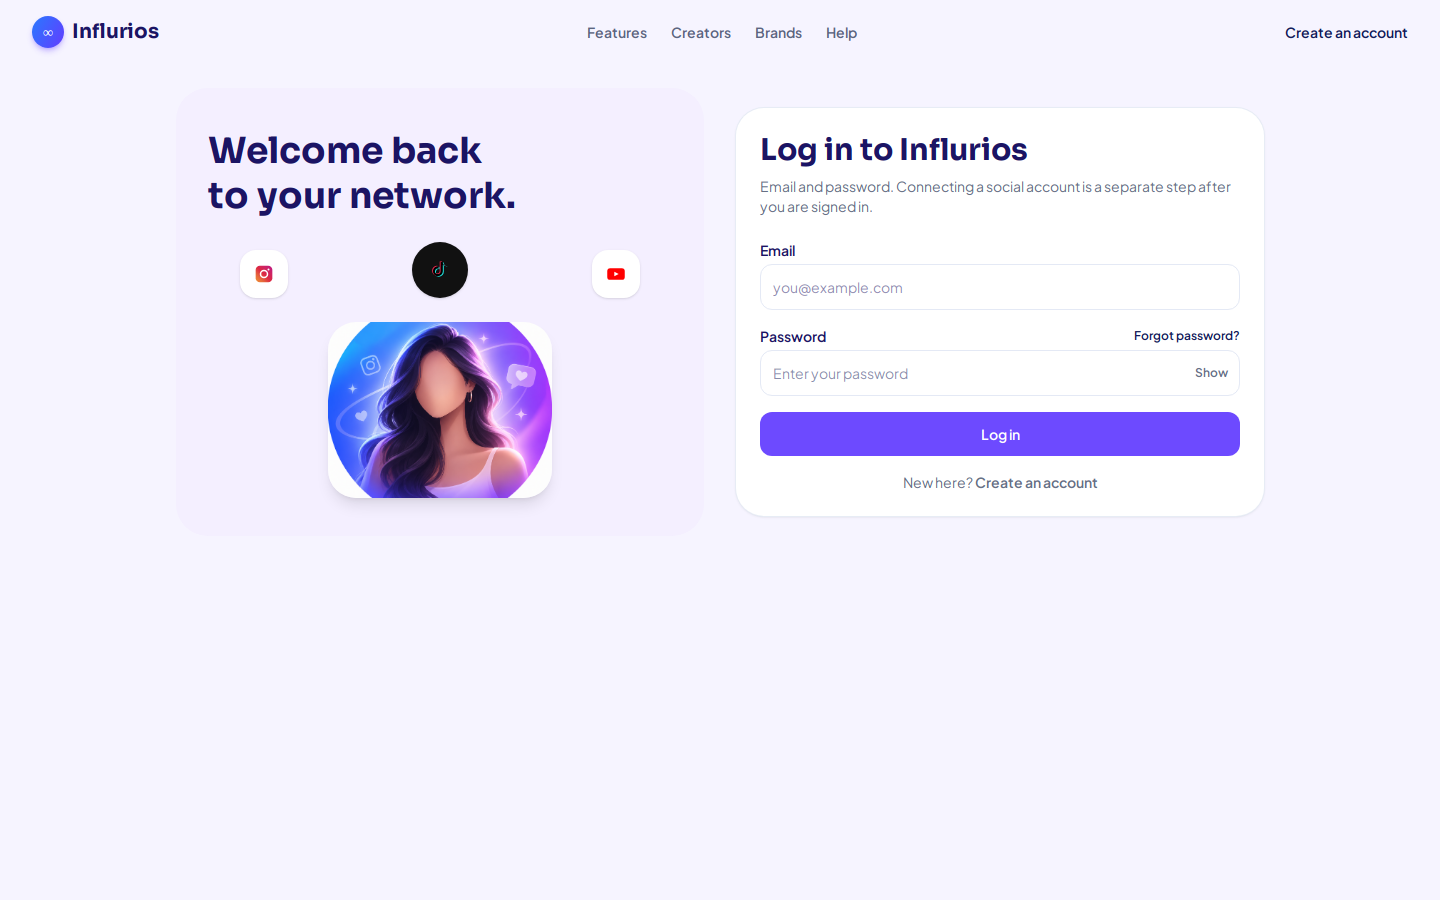 ∞ Influrios
Features
Creators
Brands
Help
Create an account
Welcome back
to your network.
Log in to Influrios
Email and password. Connecting a social account is a separate step after
you are signed in.
Email
you@example.com
Password
Forgot password?
Enter your password
Show
Log in
New here? Create an account